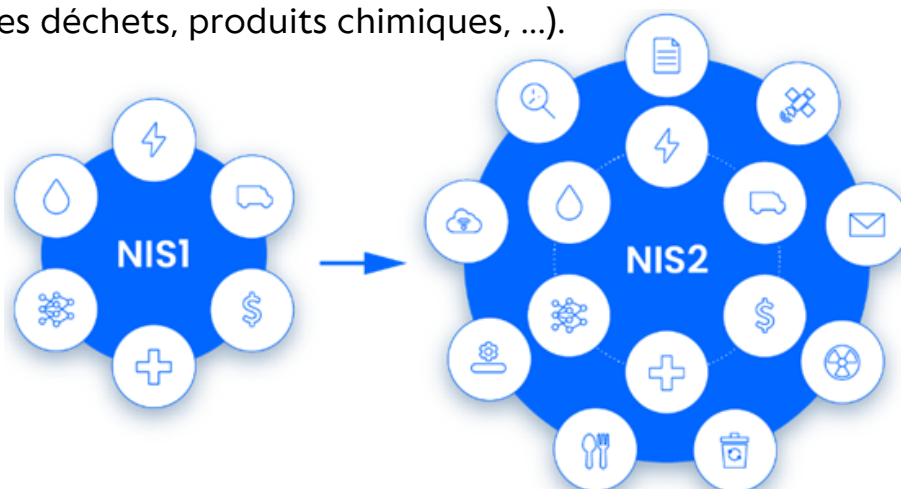 es déchets, produits chimiques, ...).
NIS1
NIS2